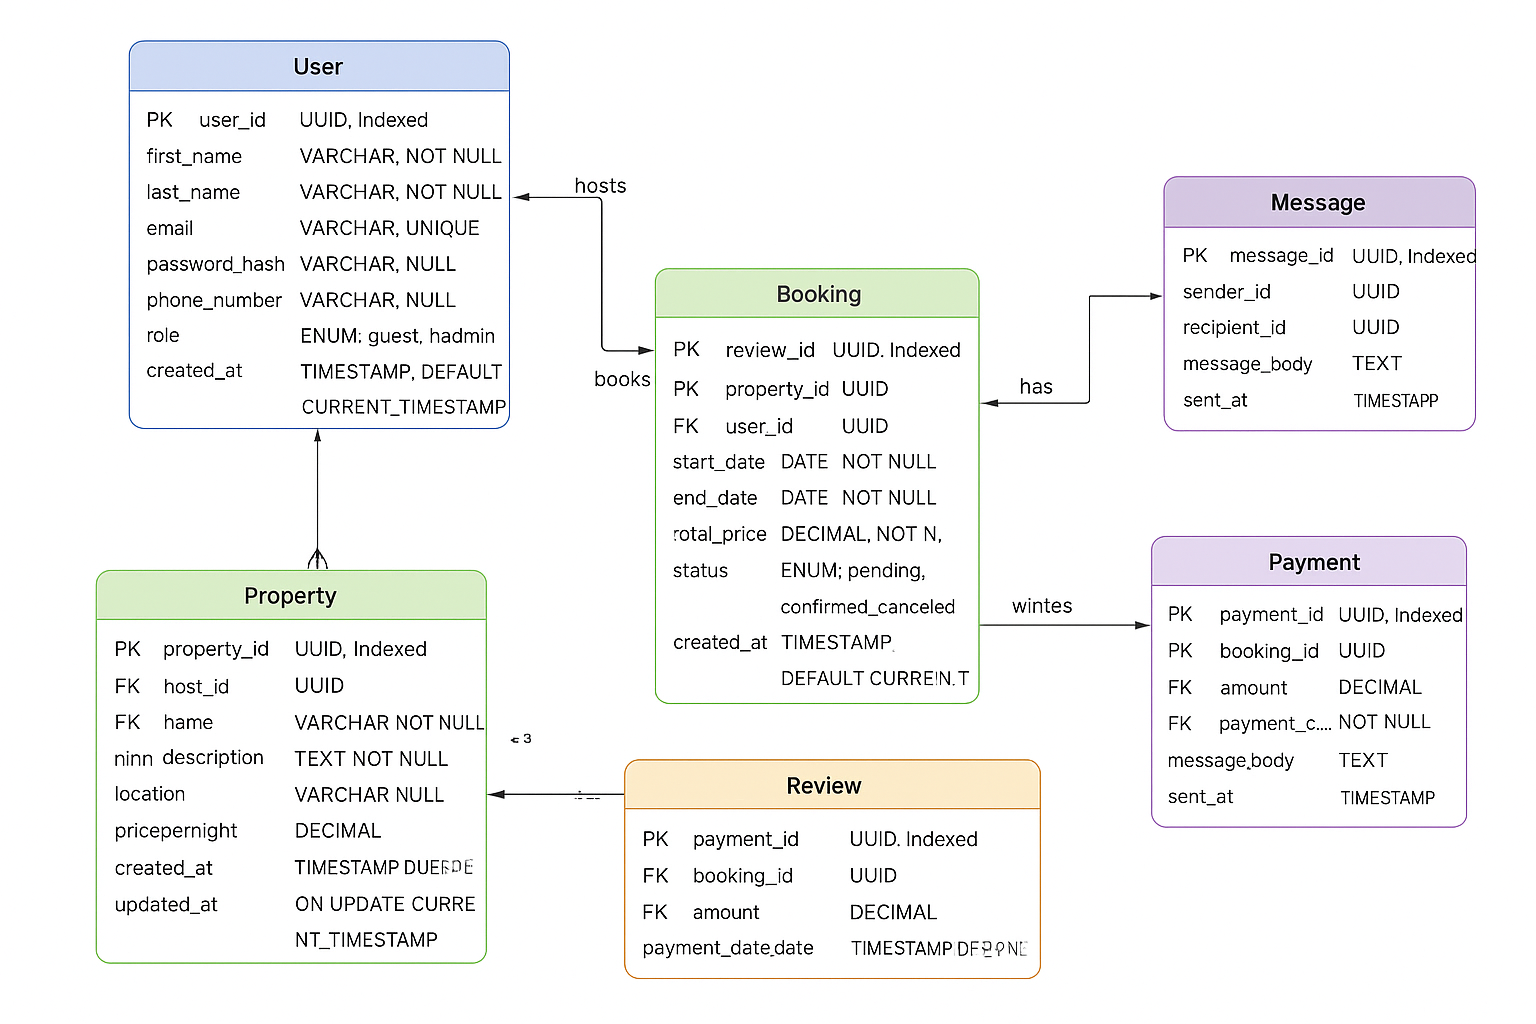 User
PK user_id UUID, Indexed
first_name VARCHAR, NOT NULL
last_name VARCHAR, NOT NULL
email VARCHAR, UNIQUE
password_hash VARCHAR, NULL
phone_number VARCHAR, NULL
role ENUM: guest, hadmin
created_at TIMESTAMP, DEFAULT
CURRENT_TIMESTAMP
hosts
books
Booking
PK review_id UUID. Indexed
PK property_id UUID
FK user_id UUID
start_date DATE NOT NULL
end_date DATE NOT NULL
rotal_price DECIMAL, NOT N,
status ENUM; pending,
confirmed_canceled
created_at TIMESTAMP
DEFAULT CURREIN.T
has
Message
PK message_id UUID, Indexed
sender_id UUID
recipient_id UUID
message_body TEXT
sent_at TIMESTAPP
wintes
Payment
PK payment_id UUID, Indexed
PK booking_id UUID
FK amount DECIMAL
FK payment_c.... NOT NULL
message_body TEXT
sent_at TIMESTAMP
Property
PK property_id UUID, Indexed
FK host_id UUID
FK hame VARCHAR NOT NULL
ninn description TEXT NOT NULL
location VARCHAR NULL
pricepernight DECIMAL
created_at TIMESTAMP
updated_at ON UPDATE CURRE
NT_TIMESTAMP
3
Review
PK payment_id UUID. Indexed
FK booking_id UUID
FK amount DECIMAL
payment_date_date TIMESTAMP